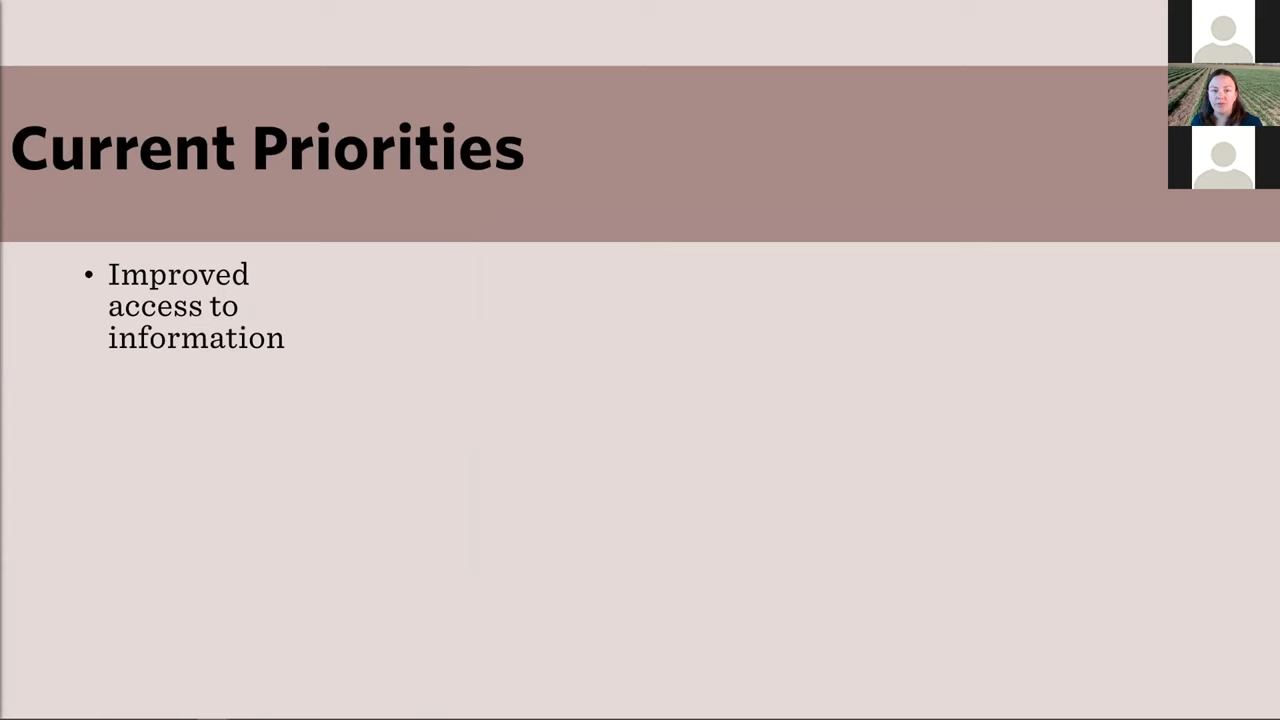 Current Priorities
• Improved
access to
information